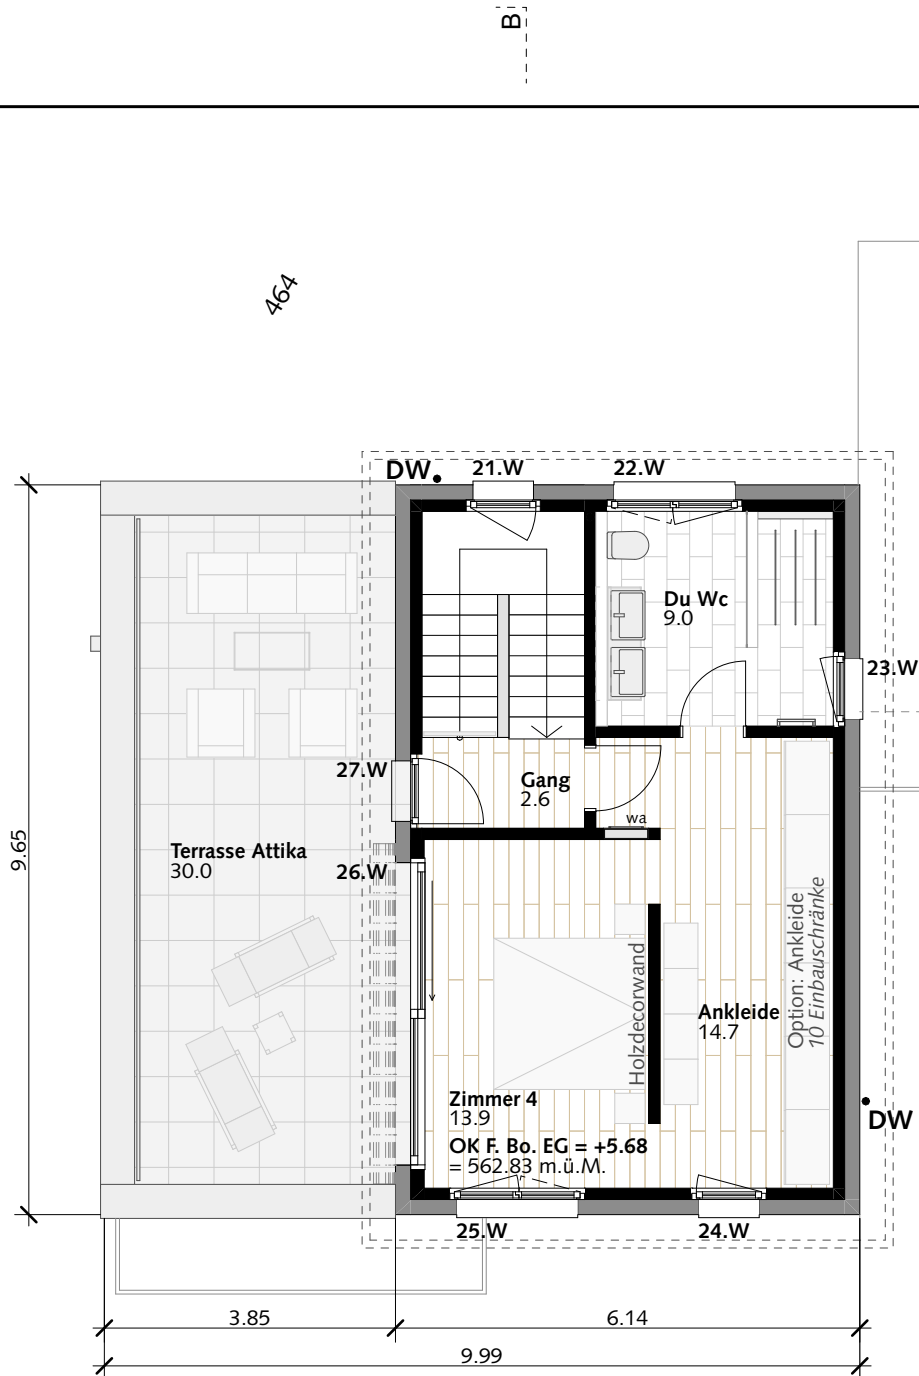 B
464
DW
21.W
22.W
Du Wc
9.0
23.W
27.W
Gang
2.6
wa
Terrasse Attika
30.0
26.W
9.65
Holzdecorwand
Ankleide
14.7
Option: Ankleide
10 Einbauschränke
Zimmer 4
13.9
OK F. Bo. EG = +5.68
= 562.83 m.ü.M.
DW
25.W
24.W
3.85
6.14
9.99